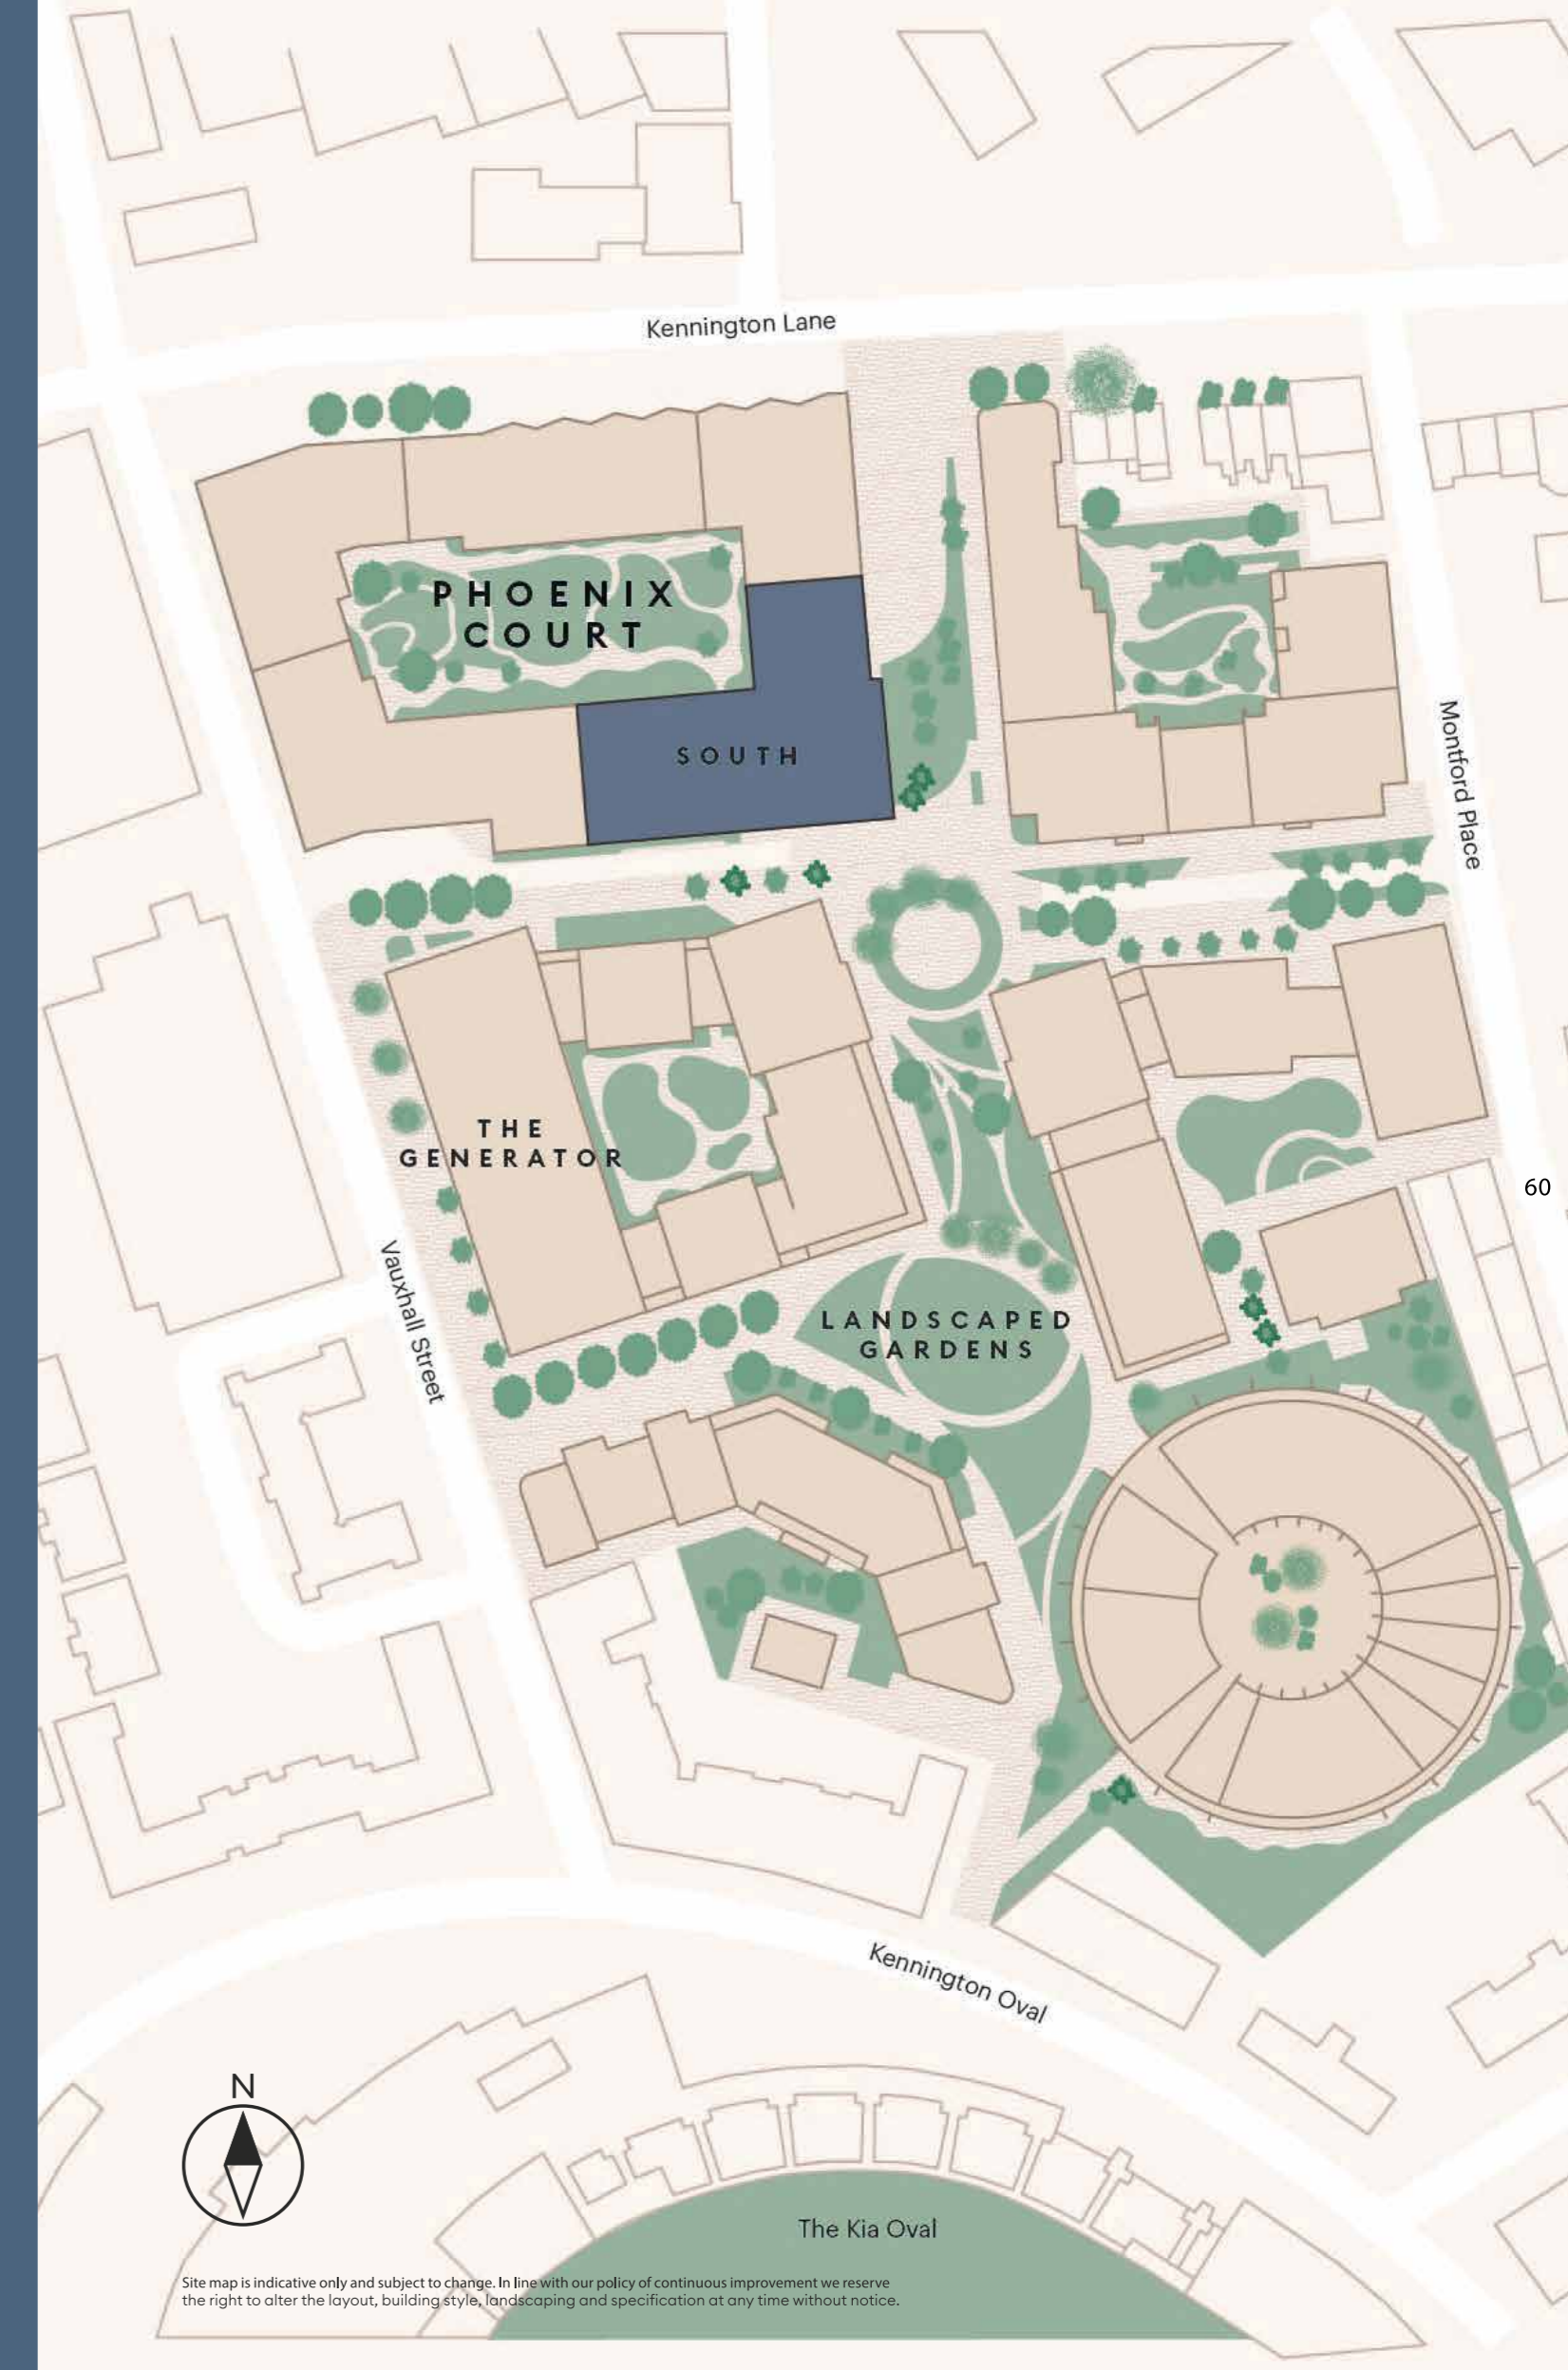 Kennington Lane
PHOENIX
COURT
SOUTH
Montford Place
THE
GENERATOR
60
Vauxhall Street
LANDSCAPED
GARDENS
Kennington Oval
N
The Kia Oval
Site map is indicative only and subject to change. In line with our policy of continuous improvement we reserve
the right to alter the layout, building style, landscaping and specification at any time without notice.